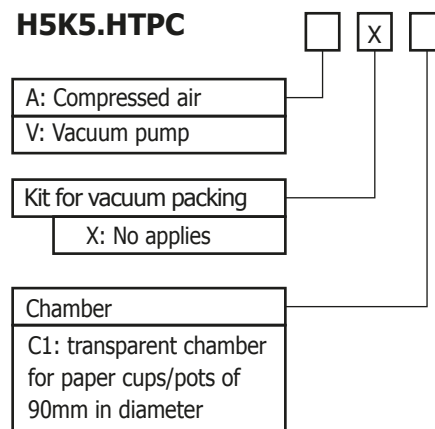 H5K5.HTPC
X
A: Compressed air
V: Vacuum pump
Kit for vacuum packing
X: No applies
Chamber
C1: transparent chamber
for paper cups/pots of
90mm in diameter